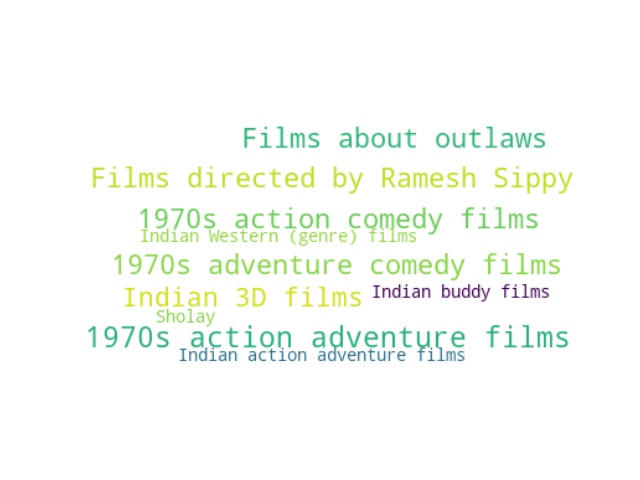 Films about outlaws
Films directed by Ramesh Sippy
1970s action comedy films
Indian Western (genre) films
1970s adventure comedy films
Indian 3D films
Indian buddy films
Sholay
1970s action adventure films
Indian action adventure films